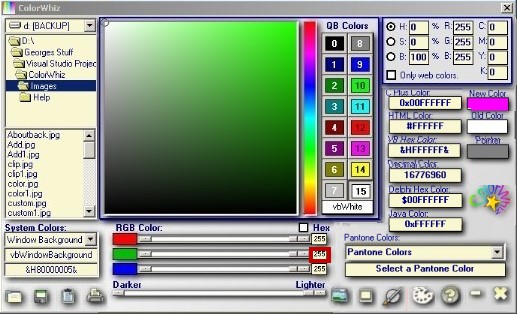 ColorWhiz
d: [BACKUP]
D:\
Georges Stuff
Visual Studio Projec
ColorWhiz
Images
Help
Aboutback.jpg
Add.jpg
Add1.jpg
clip.jpg
clip1.jpg
color.jpg
color1.jpg
custom.jpg
custom1.jpg
QB Colors
0 8
1 9
2 10
3 11
4 12
5 13
6 14
7 15
vbWhite
H: 0 % R: 255 C: 0
S: 0 % G: 255 M: 0
B: 100 % B: 255 Y: 0
Only web colors. K: 0
C Plus Color:
0x00FFFFFF
HTML Color:
#FFFFFF
VB Hex Color:
&HFFFFFF&
Decimal Color:
16776960
Delphi Hex Color:
$00FFFFFF
Java Color:
0xFFFFFF
New Color
Old Color
Pointer
System Colors:
Window Background
vbWindowBackground
&H80000005&
RGB Color:
Hex
255
255
255
Darker Lighter
Pantone Colors:
Pantone Colors
Select a Pantone Color